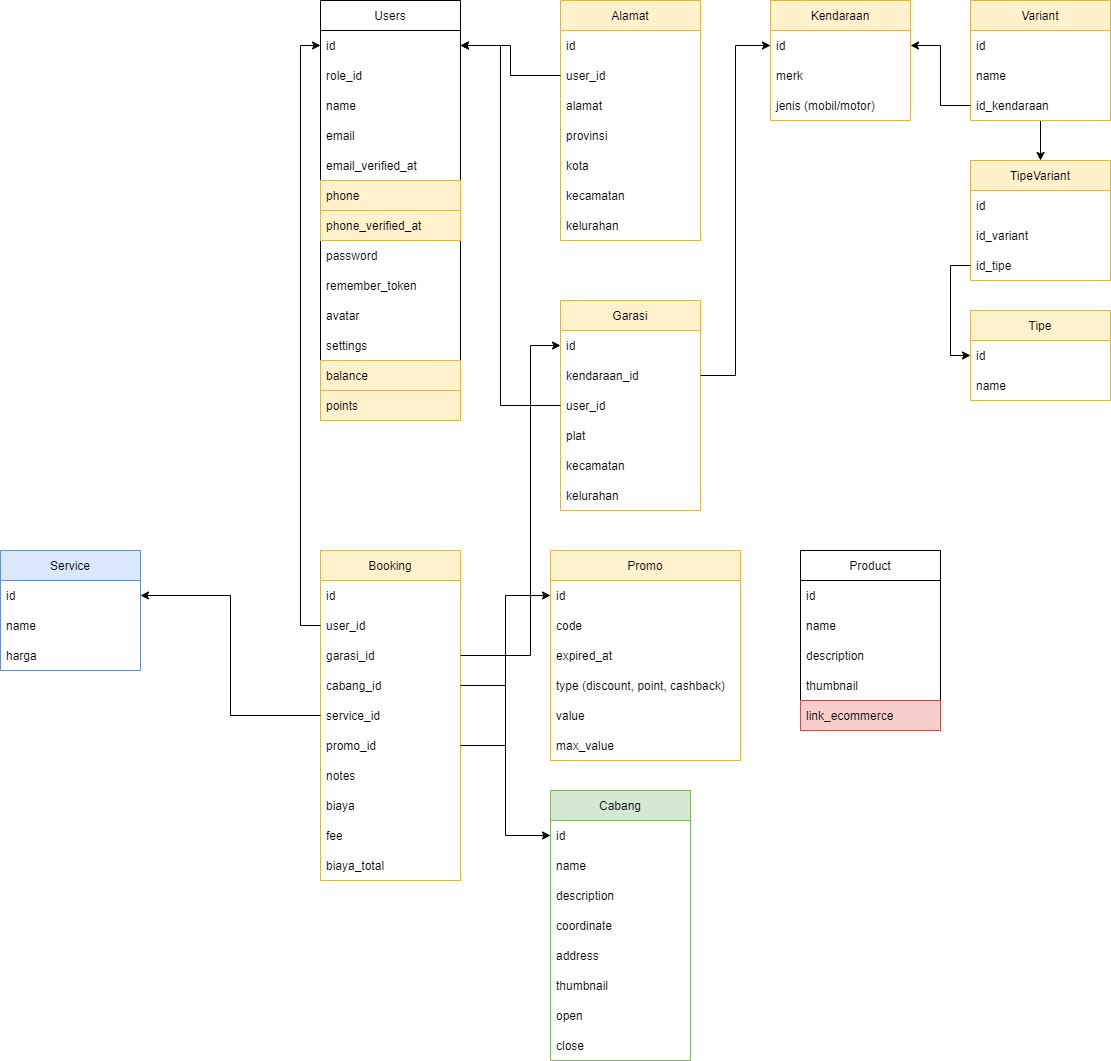 Users
id
role_id
name
email
email_verified_at
phone
phone_verified_at
password
remember_token
avatar
settings
balance
points
Alamat
id
user_id
alamat
provinsi
kota
kecamatan
kelurahan
Kendaraan
id
merk
jenis (mobil/motor)
Variant
id
name
id_kendaraan
TipeVariant
id
id_variant
id_tipe
Tipe
id
name
Garasi
id
kendaraan_id
user_id
plat
kecamatan
kelurahan
Service
id
name
harga
Booking
id
user_id
garasi_id
cabang_id
service_id
promo_id
notes
biaya
fee
biaya_total
Promo
id
code
expired_at
type (discount, point, cashback)
value
max_value
Product
id
name
description
thumbnail
link_ecommerce
Cabang
id
name
description
coordinate
address
thumbnail
open
close